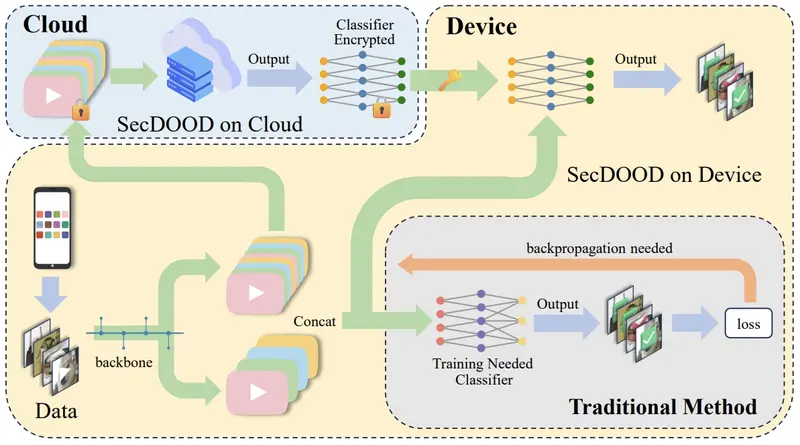 Cloud
Output
Classifier
Encrypted
SecDOOD on Cloud
Device
Output
SecDOOD on Device
Data
backbone
Concat
backpropagation needed
Training Needed
Classifier
Output
loss
Traditional Method